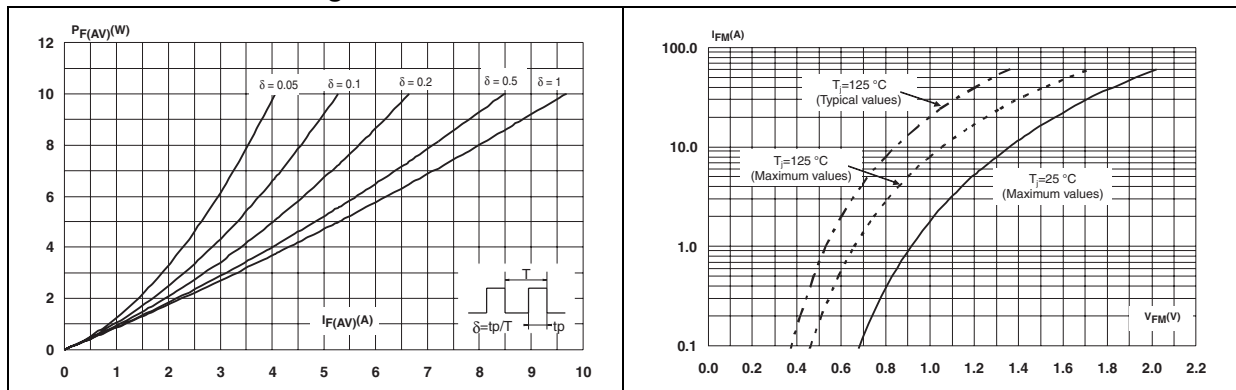 P_F(AV)(W)
12
10
8
6
4
2
0
δ = 0.05
δ = 0.1
δ = 0.2
δ = 0.5
δ = 1
T
I_F(AV)(A)
δ=tp/T
tp
0 1 2 3 4 5 6 7 8 9 10
I_FM(A)
100.0
10.0
1.0
0.1
T_j=125 °C
(Typical values)
T_j=125 °C
(Maximum values)
T_j=25 °C
(Maximum values)
V_FM(V)
0.0 0.2 0.4 0.6 0.8 1.0 1.2 1.4 1.6 1.8 2.0 2.2